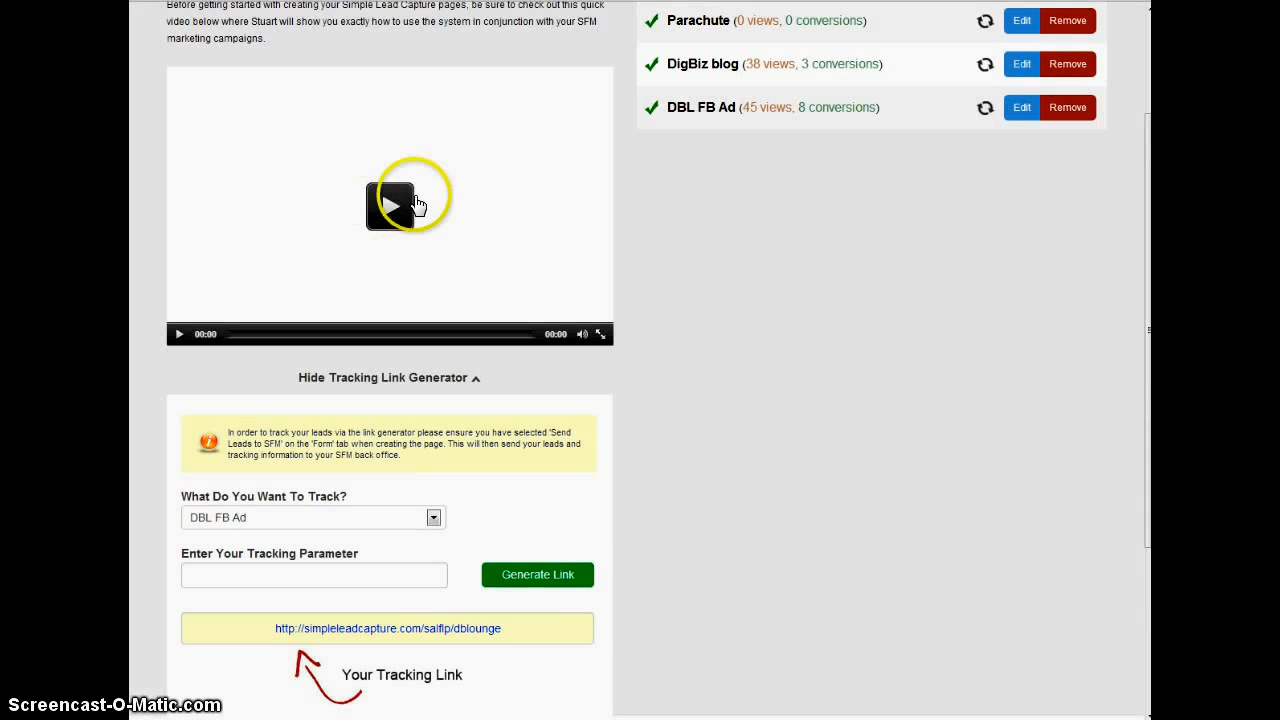 Before getting started with creating your Simple Lead Capture pages, be sure to check out this quick
video below where Stuart will show you exactly how to use the system in conjunction with your SFM
marketing campaigns.
00:00 00:00
Hide Tracking Link Generator
In order to track your leads via the link generator please ensure you have selected 'Send
Leads to SFM' on the 'Form' tab when creating the page. This will then send your leads and
tracking information to your SFM back office.
What Do You Want To Track?
DBL FB Ad
Enter Your Tracking Parameter
Generate Link
http://simpleleadcapture.com/salflp/dblounge
Your Tracking Link
Parachute (0 views, 0 conversions) Edit Remove
DigBiz blog (38 views, 3 conversions) Edit Remove
DBL FB Ad (45 views, 8 conversions) Edit Remove
Screencast-O-Matic.com